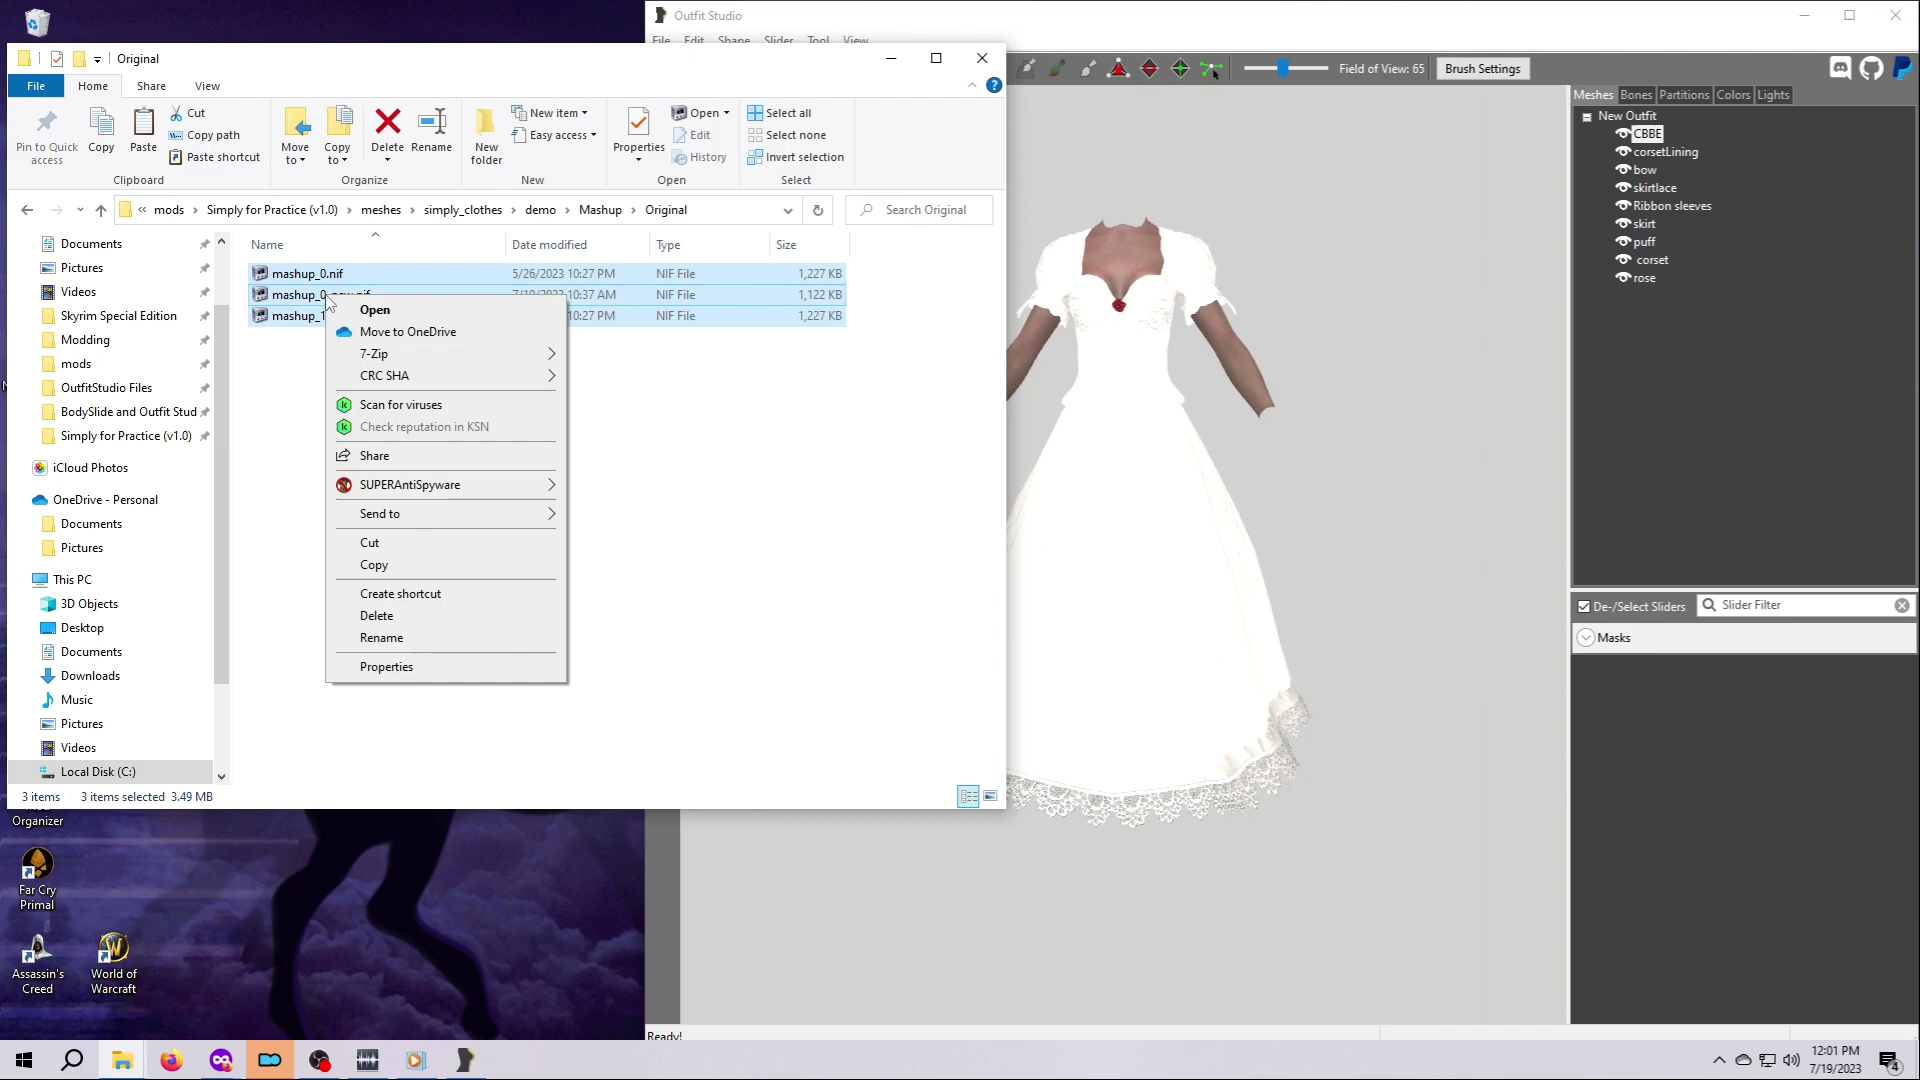 Outfit Studio
File Edit Shape Slider Tool View
Original
File Home Share View
Pin to Quick access
Copy
Paste
Cut
Copy path
Paste shortcut
Clipboard
Move to
Copy to
Delete
Rename
Organize
New folder
New item
Easy access
New
Properties
Open
Edit
History
Open
Select all
Select none
Invert selection
Select
« mods > Simply for Practice (v1.0) > meshes > simply_clothes > demo > Mashup > Original
Search Original
Name Date modified Type Size
mashup_0.nif 5/26/2023 10:27 PM NIF File 1,227 KB
mashup_0 10:37 AM NIF File 1,122 KB
mashup_1 10:27 PM NIF File 1,227 KB
Open
Move to OneDrive
7-Zip
CRC SHA
Scan for viruses
Check reputation in KSN
Share
SUPERAntiSpyware
Send to
Cut
Copy
Create shortcut
Delete
Rename
Properties
Documents
Pictures
Videos
Skyrim Special Edition
Modding
mods
OutfitStudio Files
BodySlide and Outfit Stud
Simply for Practice (v1.0)
iCloud Photos
OneDrive - Personal
Documents
Pictures
This PC
3D Objects
Desktop
Documents
Downloads
Music
Pictures
Videos
Local Disk (C:)
3 items 3 items selected 3.49 MB
Field of View: 65
Brush Settings
Meshes Bones Partitions Colors Lights
New Outfit
CBBE
corsetLining
bow
skirtlace
Ribbon sleeves
skirt
puff
corset
rose
De-/Select Sliders
Slider Filter
Masks
Ready!
Organizer
Far Cry Primal
Assassin's Creed
World of Warcraft
12:01 PM
7/19/2023
4